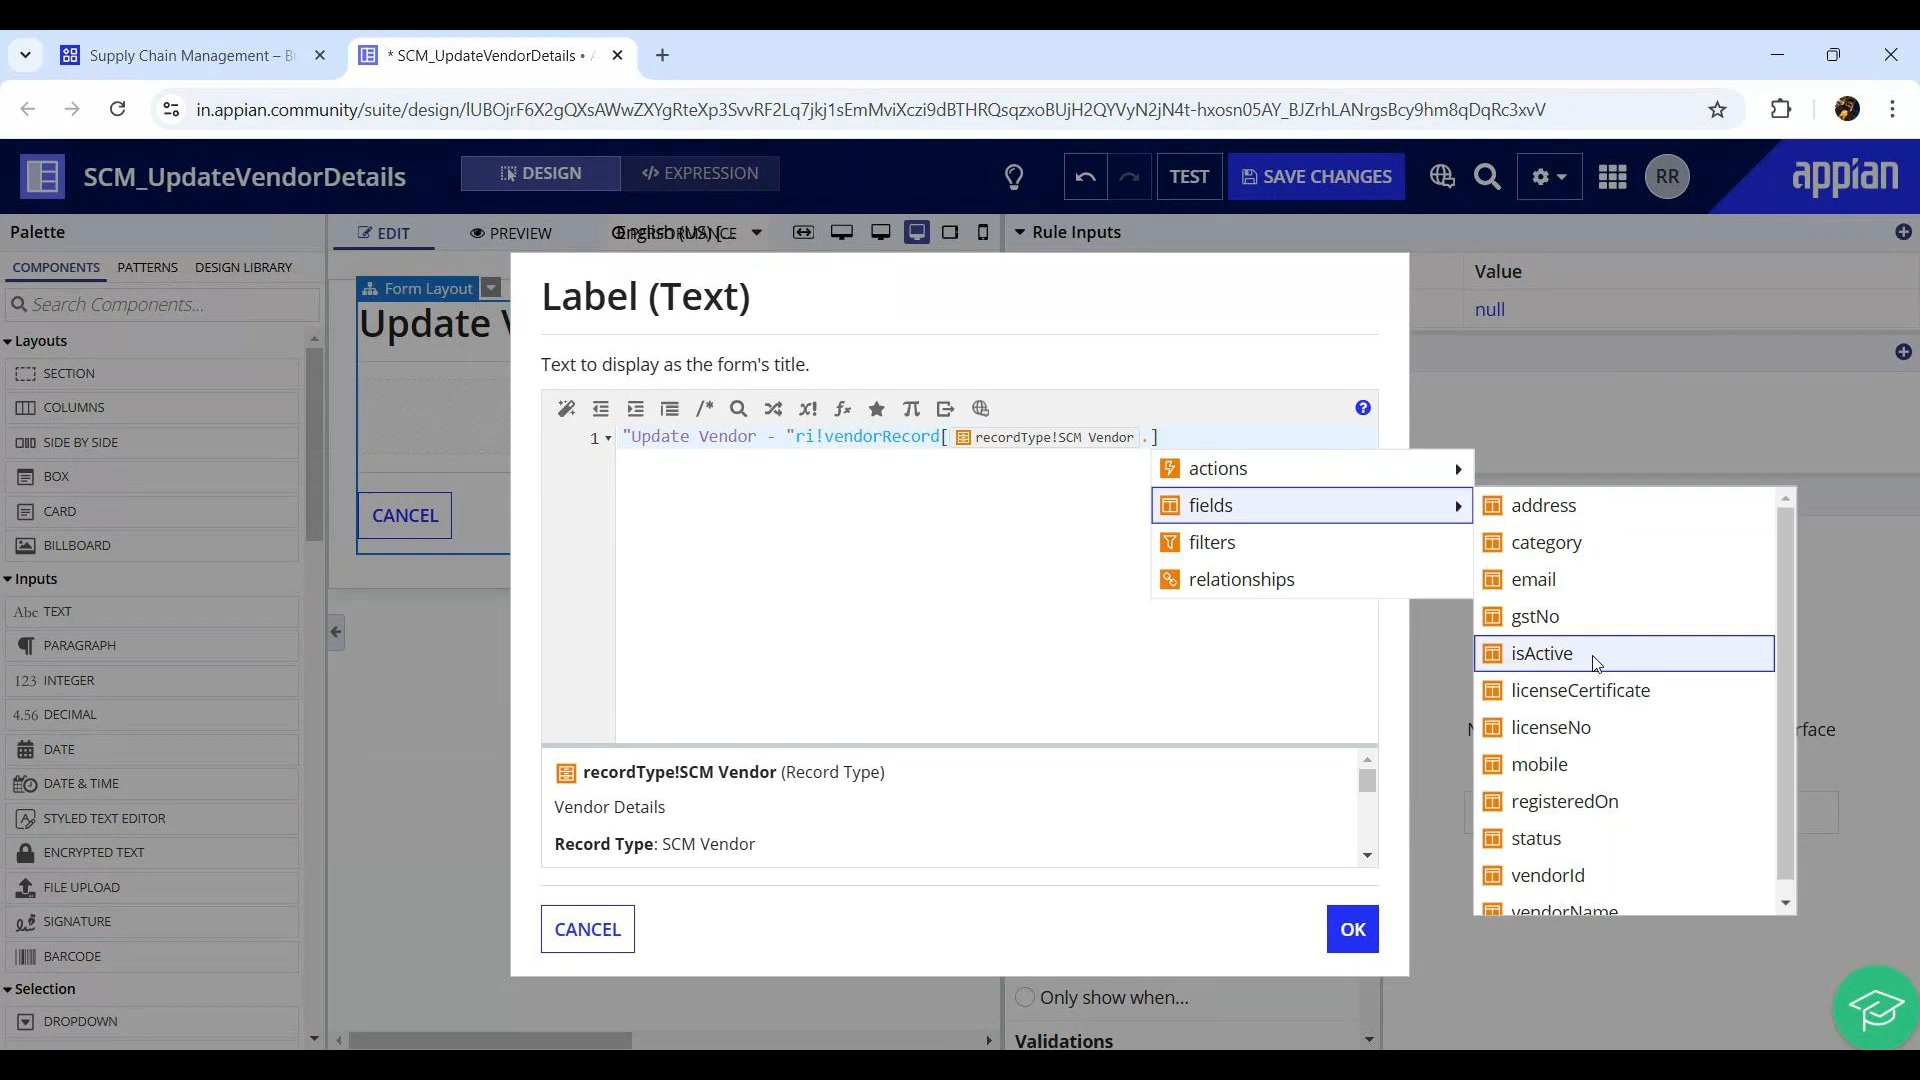 Supply Chain Management – B
* SCM_UpdateVendorDetails •
in.appian.community/suite/design/lUBOjrF6X2gQXsAWwZXYgRteXp3SvvRF2Lq7jkj1sEmMviXczi9dBTHRQsqzxoBUjH2QYVyN2jN4t-hxosn05AY_BJZrhLANrgsBcy9hm8qDqRc3xvV
SCM_UpdateVendorDetails
DESIGN
</> EXPRESSION
TEST
SAVE CHANGES
RR
appian
Palette
EDIT
PREVIEW
English (US) [...
Rule Inputs
COMPONENTS
PATTERNS
DESIGN LIBRARY
Value
Search Components...
Form Layout
null
Update V
Layouts
SECTION
COLUMNS
SIDE BY SIDE
BOX
CARD
BILLBOARD
CANCEL
Inputs
Abc TEXT
PARAGRAPH
123 INTEGER
4.56 DECIMAL
DATE
DATE & TIME
STYLED TEXT EDITOR
ENCRYPTED TEXT
FILE UPLOAD
SIGNATURE
BARCODE
Selection
DROPDOWN
Label (Text)
Text to display as the form's title.
1 "Update Vendor - "ri!vendorRecord[ recordType!SCM Vendor .]
actions
fields
filters
relationships
address
category
email
gstNo
isActive
licenseCertificate
licenseNo
mobile
registeredOn
status
vendorId
vendorName
rface
recordType!SCM Vendor (Record Type)
Vendor Details
Record Type: SCM Vendor
CANCEL
OK
Only show when...
Validations